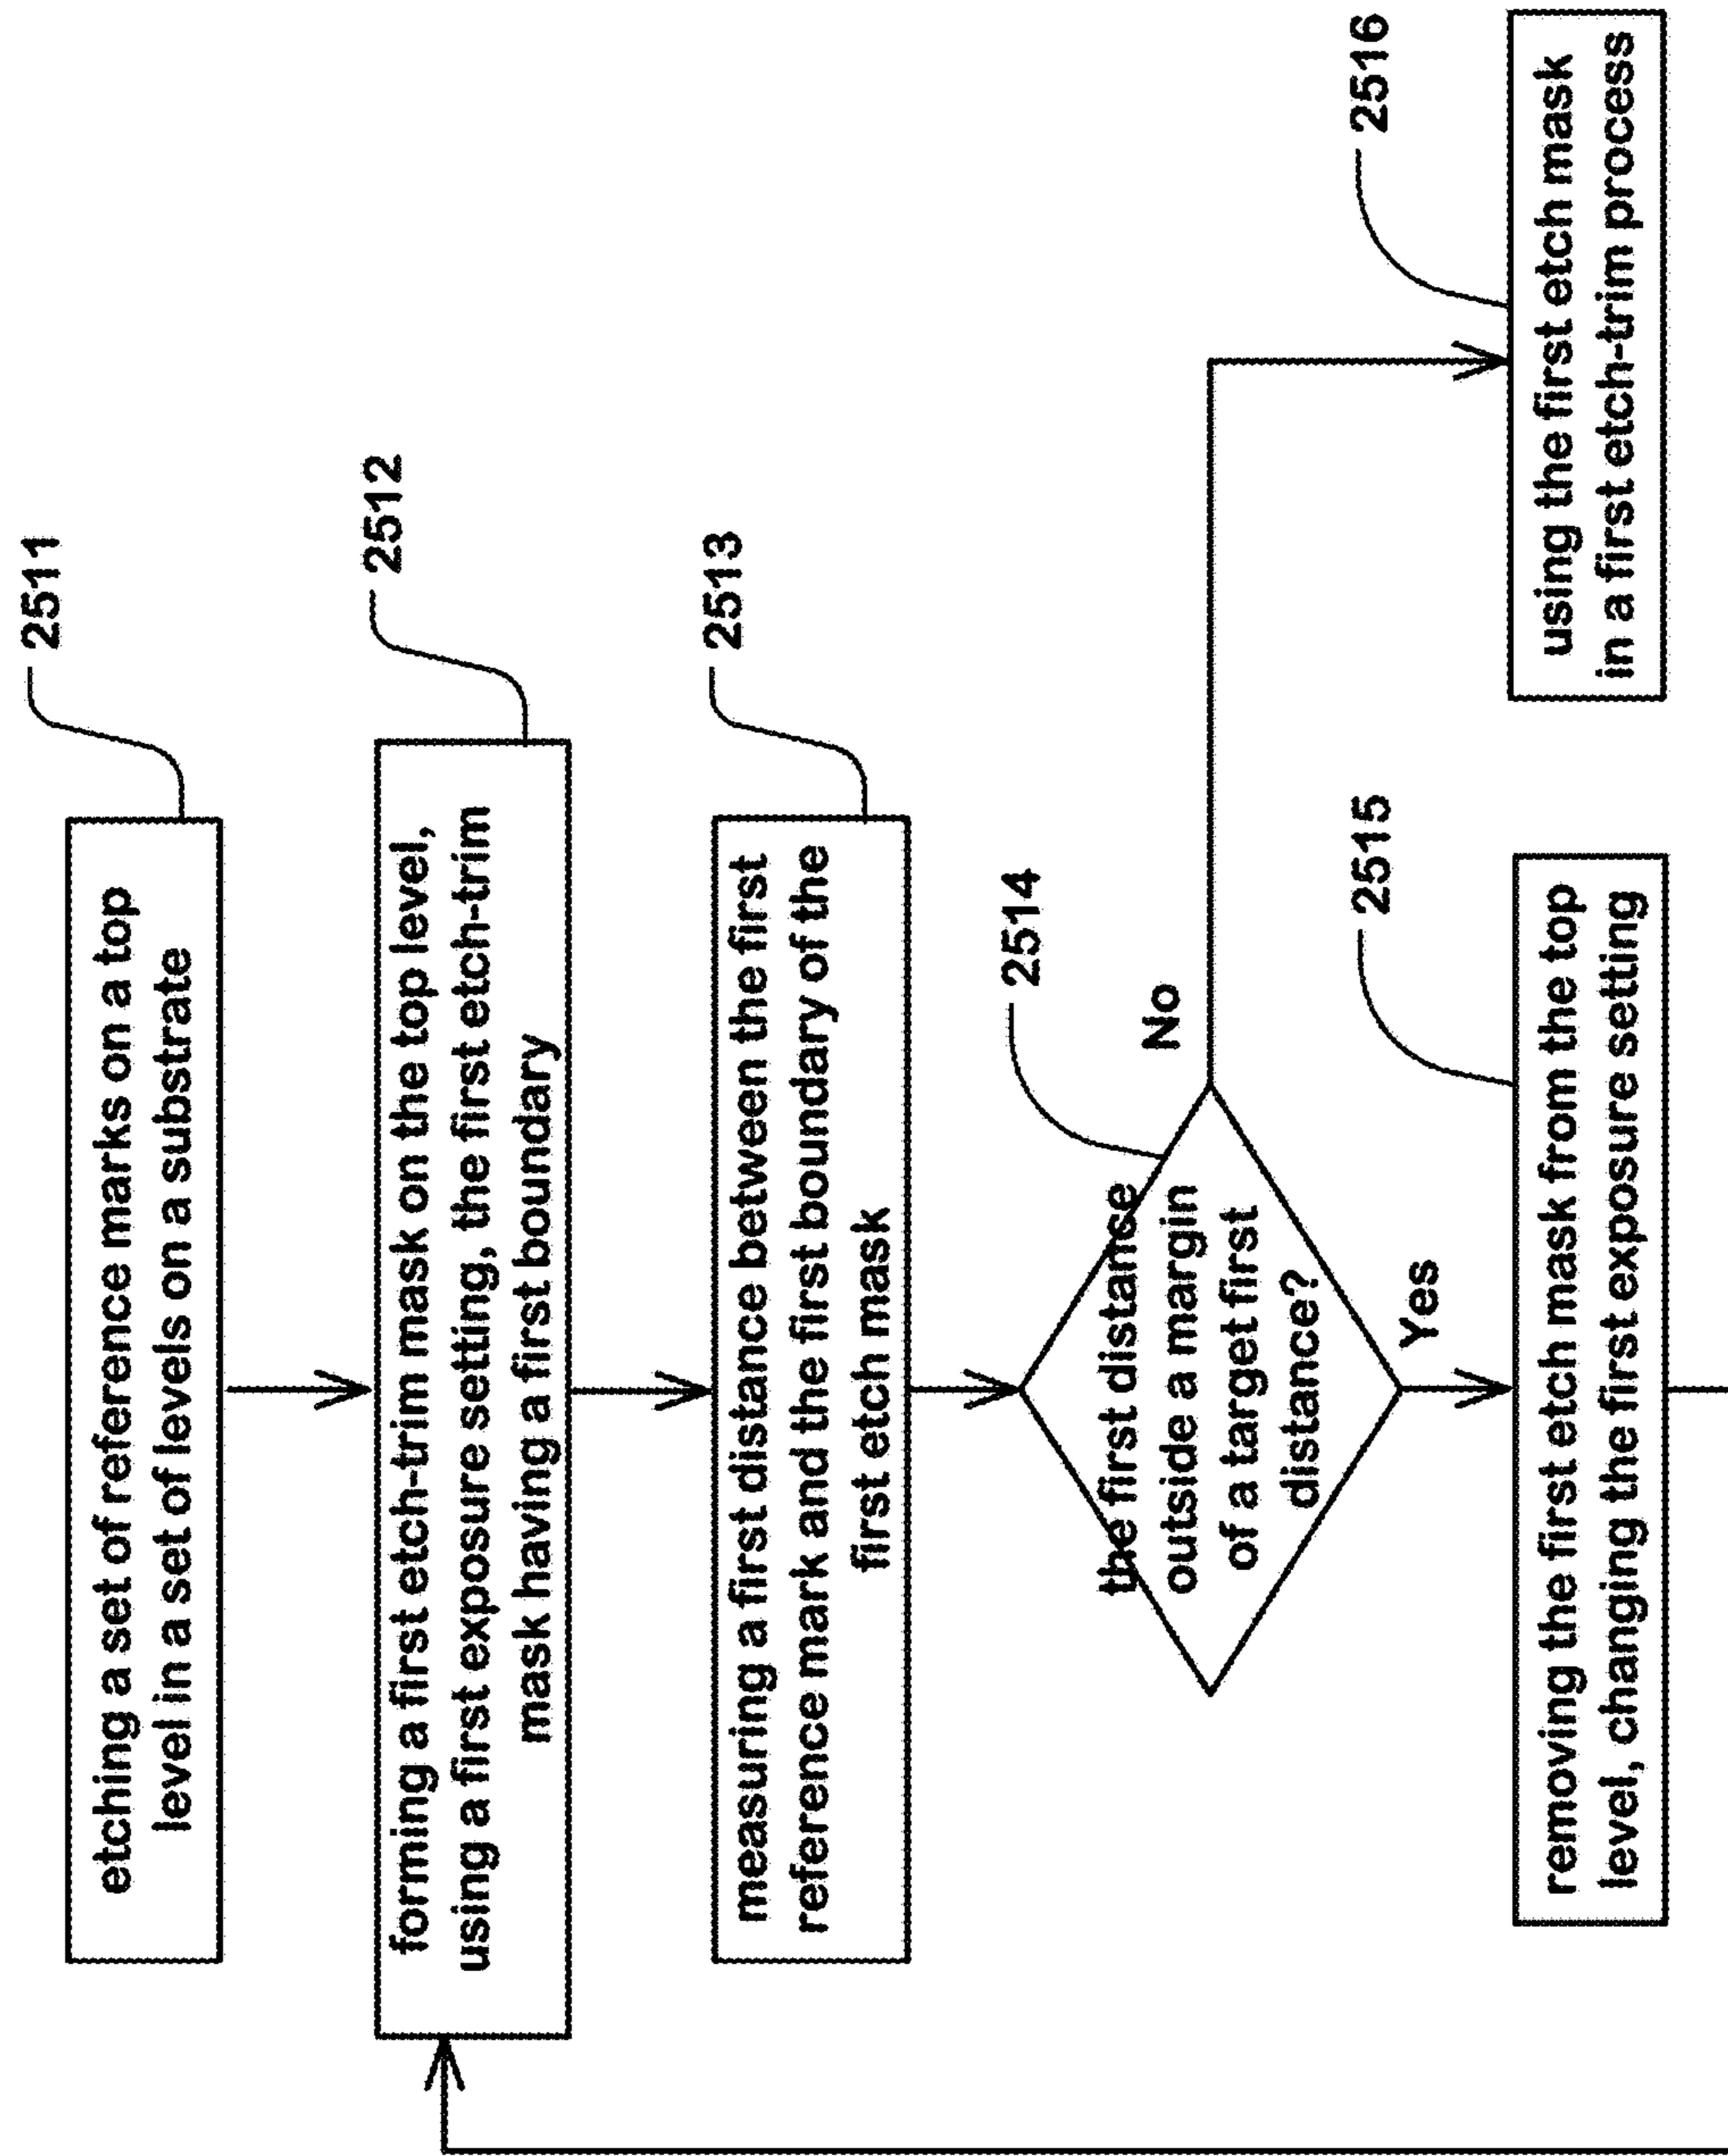 2511
etching a set of reference marks on a top
level in a set of levels on a substrate
2512
forming a first etch-trim mask on the top level,
using a first exposure setting, the first etch-trim
mask having a first boundary
2513
measuring a first distance between the first
reference mark and the first boundary of the
first etch mask
2514
the first distance
outside a margin
of a target first
distance?
No
Yes
2515
removing the first etch mask from the top
level, changing the first exposure setting
2516
using the first etch mask
in a first etch-trim process